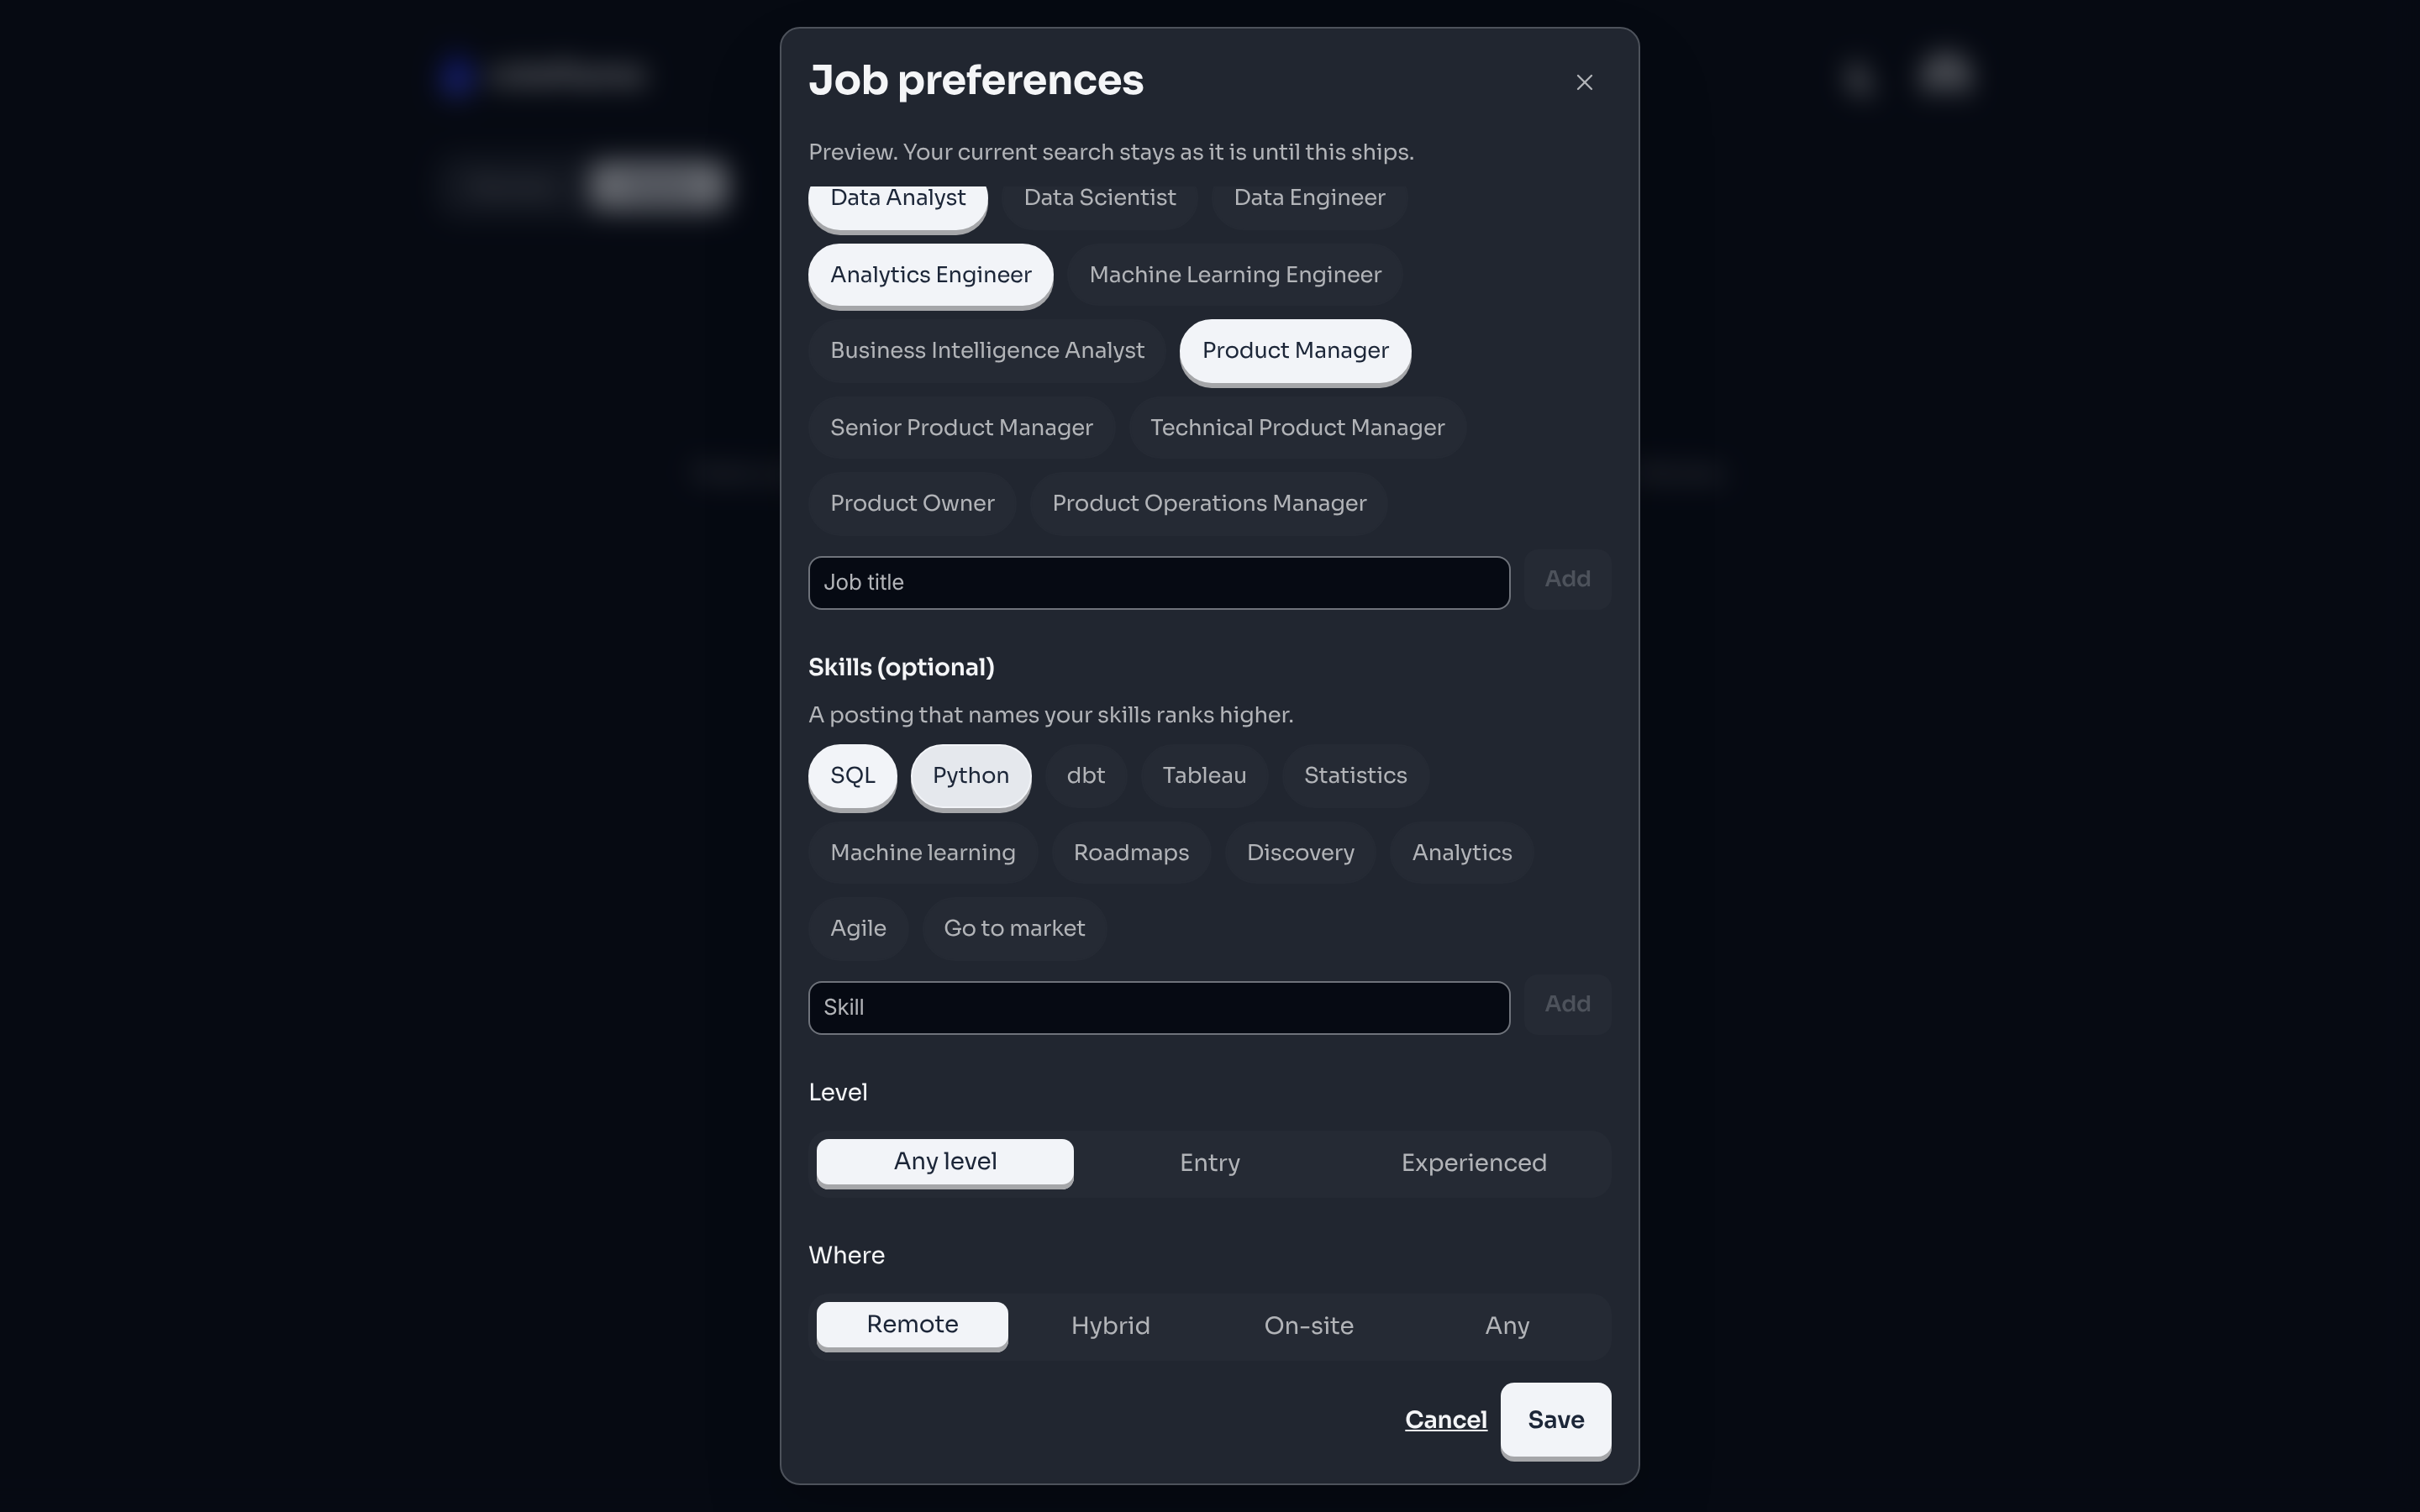 Job preferences
Preview. Your current search stays as it is until this ships.
Data Analyst Data Scientist Data Engineer
Analytics Engineer Machine Learning Engineer
Business Intelligence Analyst Product Manager
Senior Product Manager Technical Product Manager
Product Owner Product Operations Manager
Job title Add
Skills (optional)
A posting that names your skills ranks higher.
SQL Python dbt Tableau Statistics
Machine learning Roadmaps Discovery Analytics
Agile Go to market
Skill Add
Level
Any level Entry Experienced
Where
Remote Hybrid On-site Any
Cancel Save